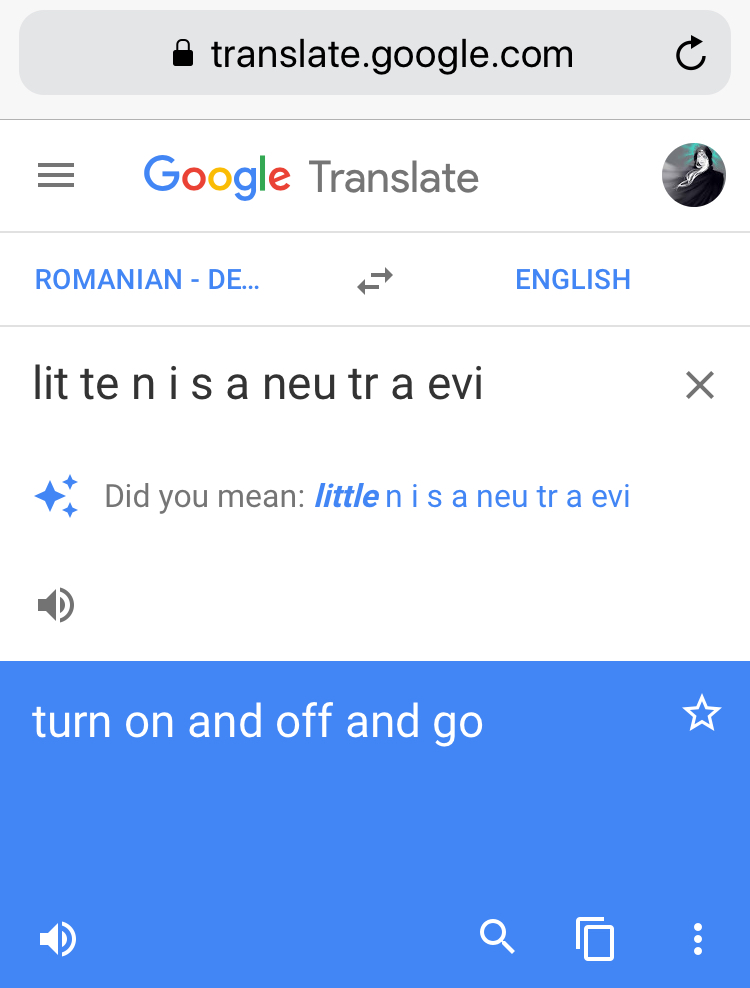 translate.google.com
Google Translate
ROMANIAN - DE...
ENGLISH
lit te n i s a neu tr a evi
Did you mean: little n i s a neu tr a evi
turn on and off and go